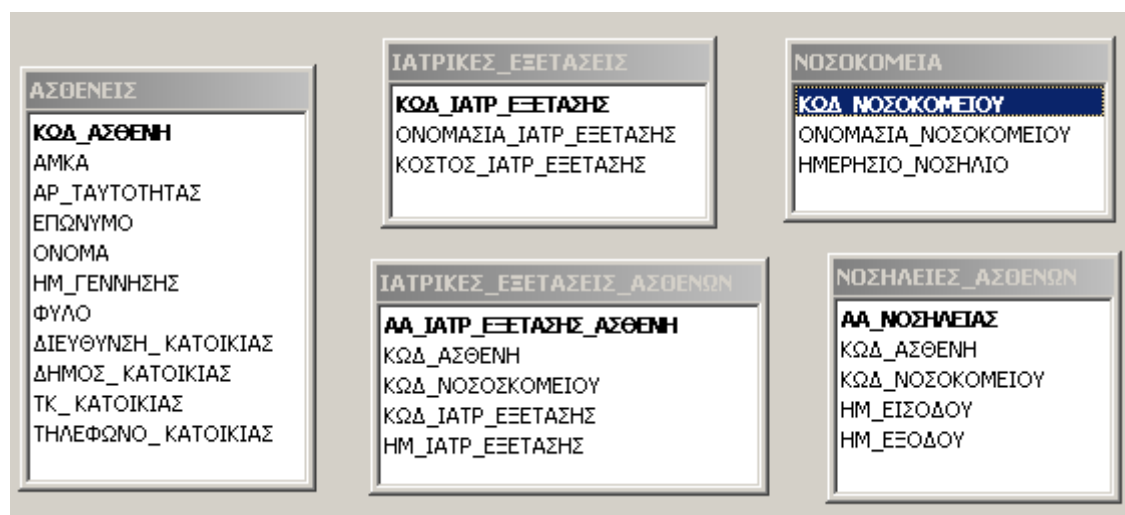 ΑΣΘΕΝΕΙΣ
ΚΩΔ_ΑΣΘΕΝΗ
ΑΜΚΑ
ΑΡ_ΤΑΥΤΟΤΗΤΑΣ
ΕΠΩΝΥΜΟ
ΟΝΟΜΑ
ΗΜ_ΓΕΝΝΗΣΗΣ
ΦΥΛΟ
ΔΙΕΥΘΥΝΣΗ_ ΚΑΤΟΙΚΙΑΣ
ΔΗΜΟΣ_ ΚΑΤΟΙΚΙΑΣ
ΤΚ_ ΚΑΤΟΙΚΙΑΣ
ΤΗΛΕΦΩΝΟ_ ΚΑΤΟΙΚΙΑΣ
ΙΑΤΡΙΚΕΣ_ΕΞΕΤΑΣΕΙΣ
ΚΩΔ_ΙΑΤΡ_ΕΞΕΤΑΣΗΣ
ΟΝΟΜΑΣΙΑ_ΙΑΤΡ_ΕΞΕΤΑΣΗΣ
ΚΟΣΤΟΣ_ΙΑΤΡ_ΕΞΕΤΑΣΗΣ
ΝΟΣΟΚΟΜΕΙΑ
ΚΩΔ_ΝΟΣΟΚΟΜΕΙΟΥ
ΟΝΟΜΑΣΙΑ_ΝΟΣΟΚΟΜΕΙΟΥ
ΗΜΕΡΗΣΙΟ_ΝΟΣΗΛΙΟ
ΙΑΤΡΙΚΕΣ_ΕΞΕΤΑΣΕΙΣ_ΑΣΘΕΝΩΝ
ΑΑ_ΙΑΤΡ_ΕΞΕΤΑΣΗΣ_ΑΣΘΕΝΗ
ΚΩΔ_ΑΣΘΕΝΗ
ΚΩΔ_ΝΟΣΟΣΚΟΜΕΙΟΥ
ΚΩΔ_ΙΑΤΡ_ΕΞΕΤΑΣΗΣ
ΗΜ_ΙΑΤΡ_ΕΞΕΤΑΣΗΣ
ΝΟΣΗΛΕΙΕΣ_ΑΣΘΕΝΩΝ
ΑΑ_ΝΟΣΗΛΕΙΑΣ
ΚΩΔ_ΑΣΘΕΝΗ
ΚΩΔ_ΝΟΣΟΚΟΜΕΙΟΥ
ΗΜ_ΕΙΣΟΔΟΥ
ΗΜ_ΕΞΟΔΟΥ